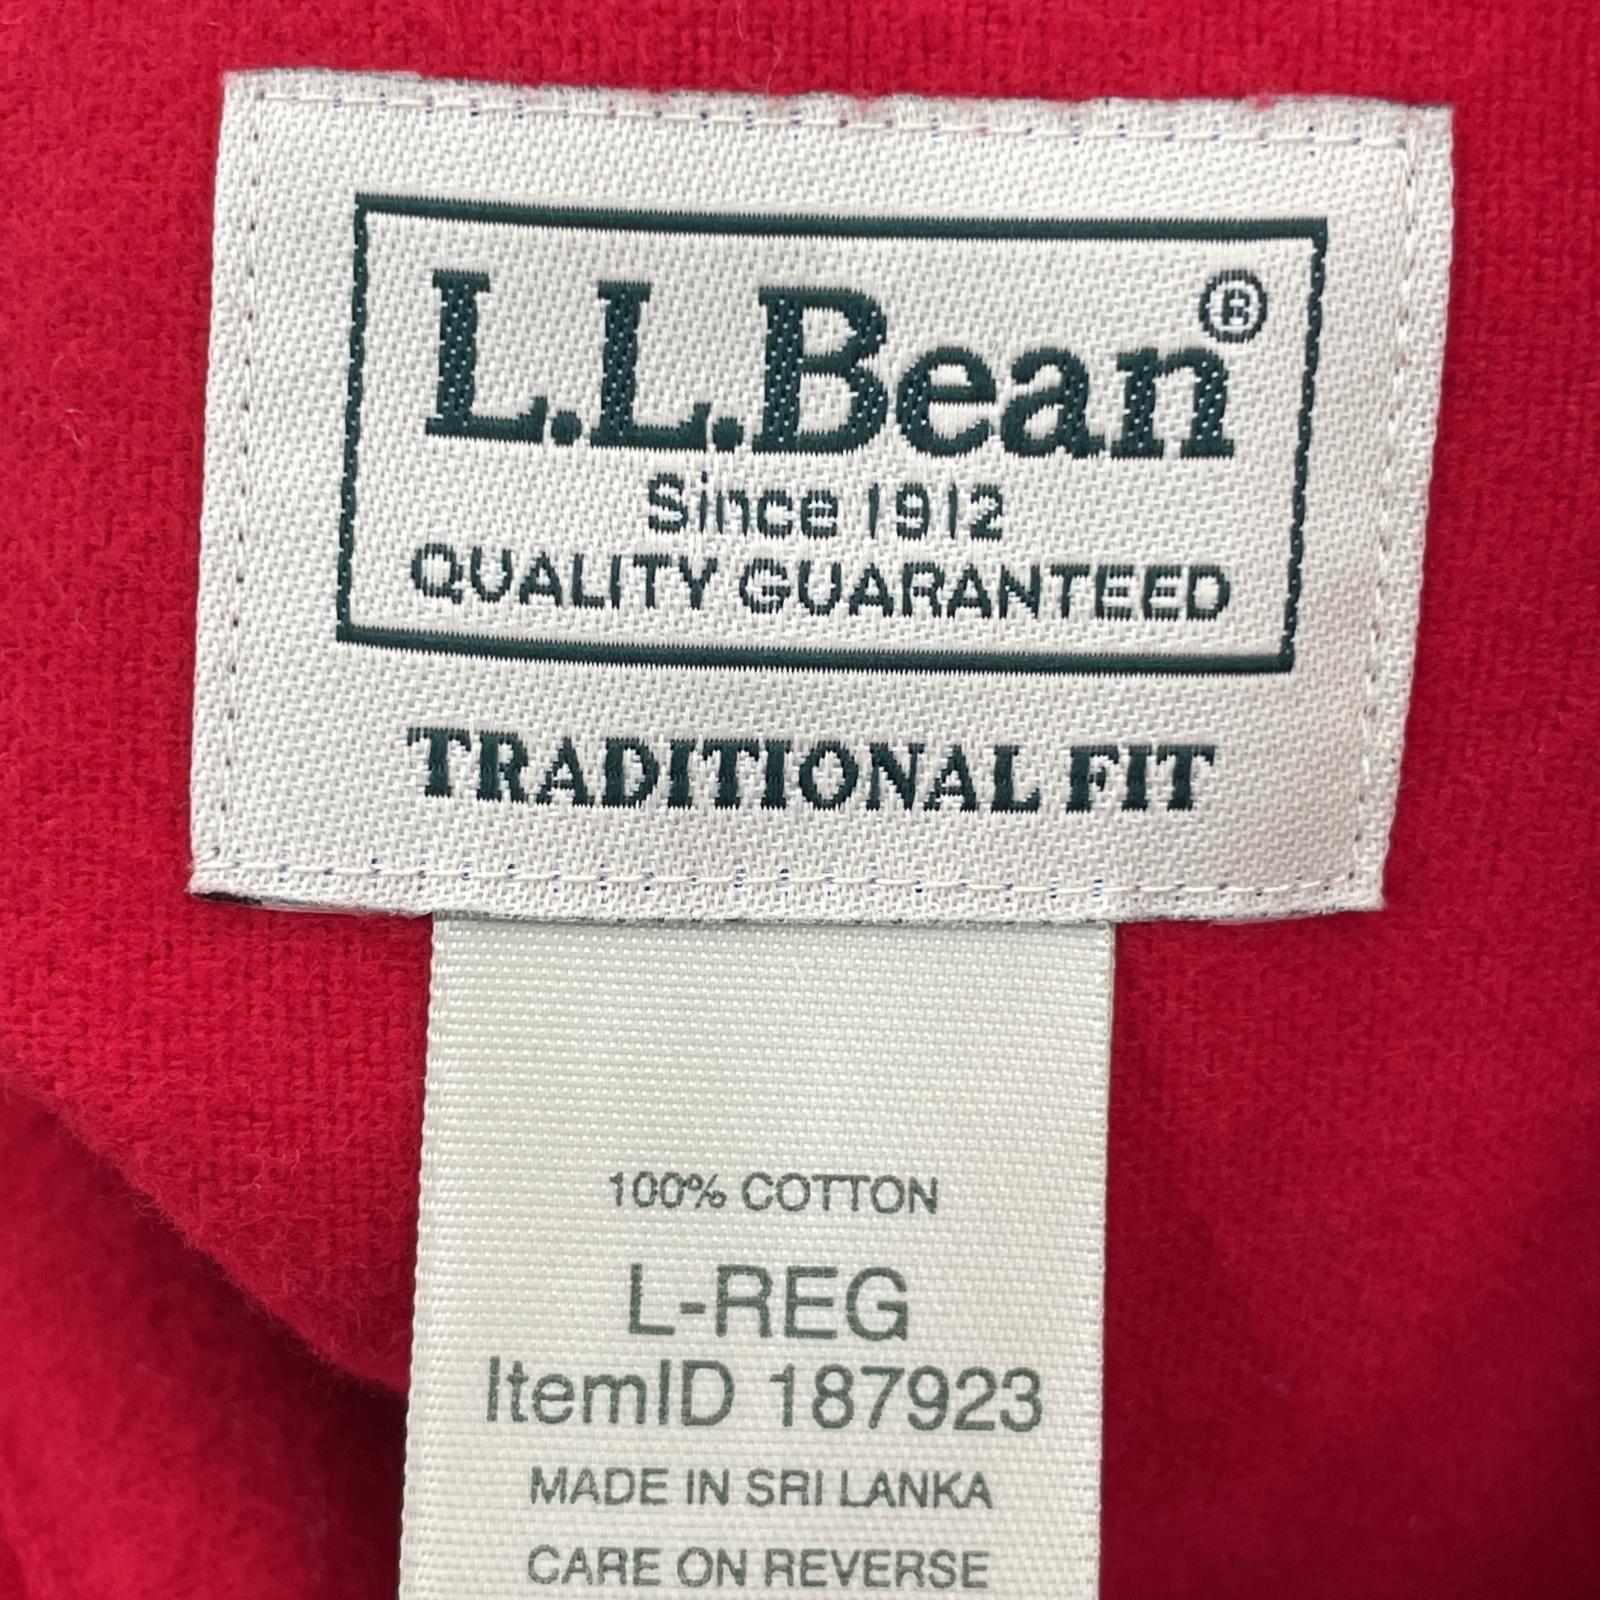 L.L.Bean®
Since 1912
QUALITY GUARANTEED
TRADITIONAL FIT
100% COTTON
L-REG
ItemID 187923
MADE IN SRI LANKA
CARE ON REVERSE